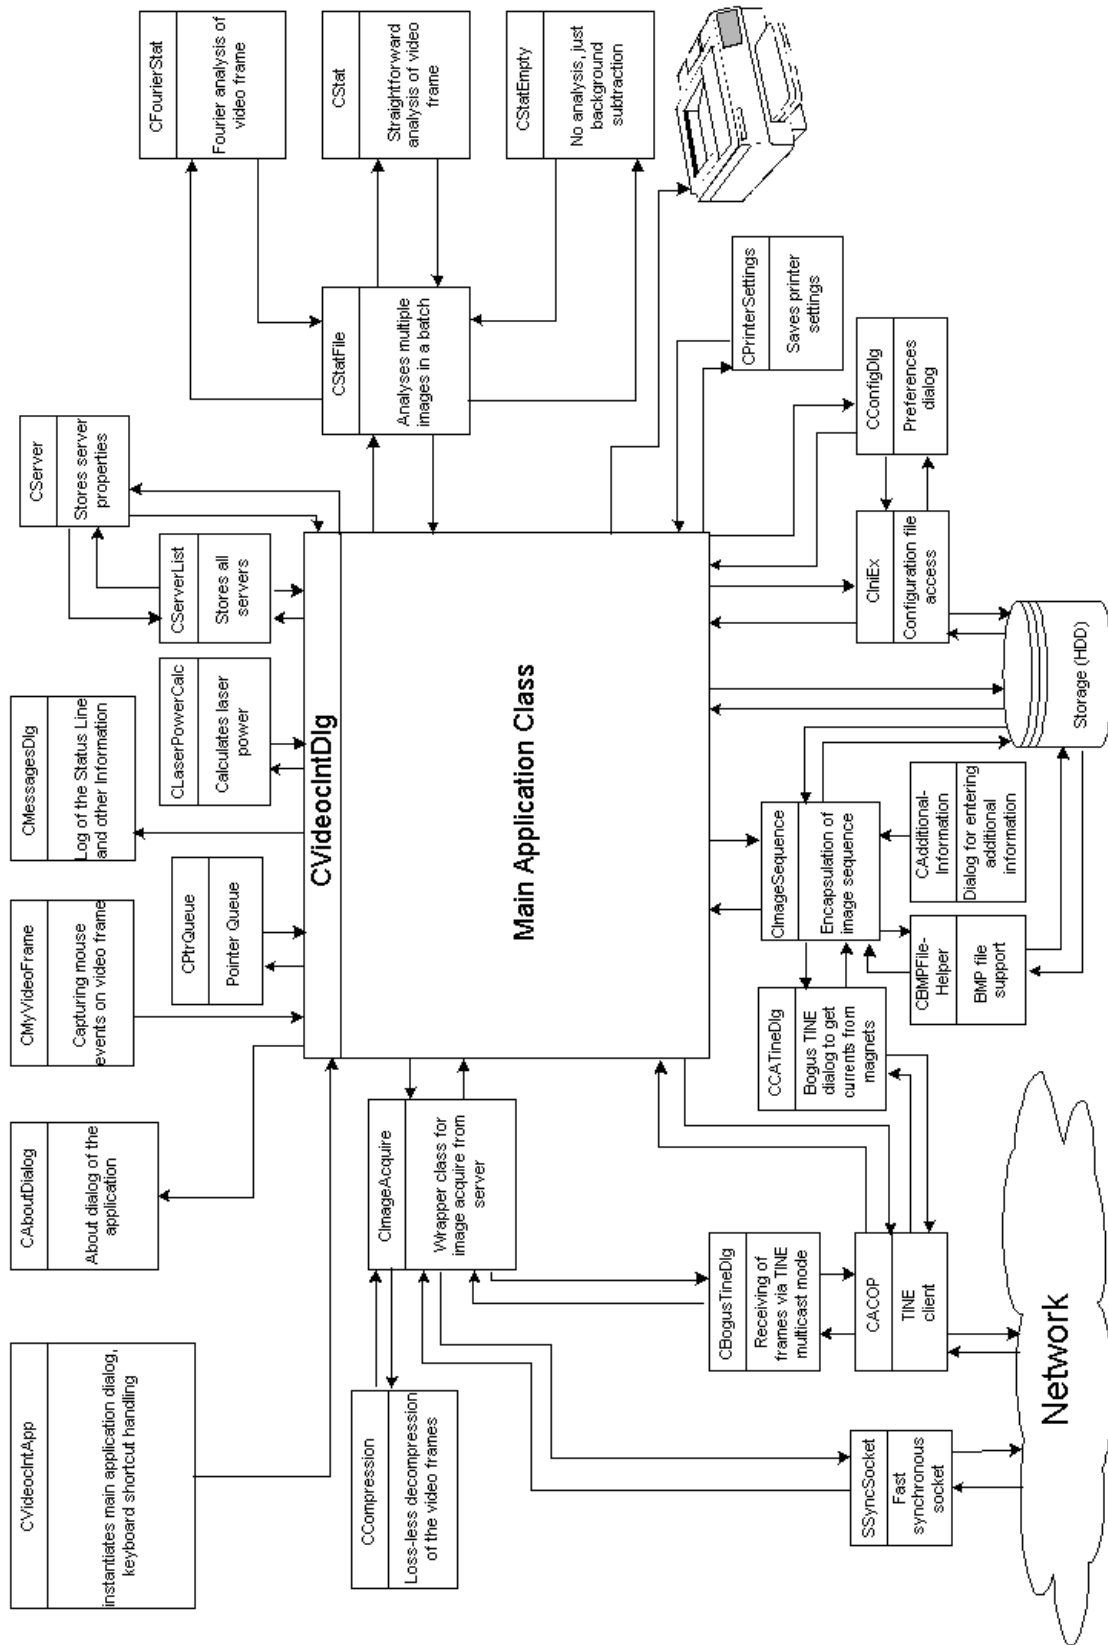 CVideocIntApp
instantiates main application dialog,
keyboard shortcut handling
CAboutDialog
About dialog of the
application
CMyVideoFrame
Capturing mouse
events on video frame
CMessagesDlg
Log of the Status Line
and other Information
CServer
Stores server
properties
CFourierStat
Fourier analysis of
video frame
CPtrQueue
Pointer Queue
CLaserPowerCalc
Calculates laser
power
CServerList
Stores all
servers
CStat
Straightforward
analysis of video
frame
CStatFile
Analyses multiple
images in a batch
CStatEmpty
No analysis, just
background
subtraction
CVideocIntDlg
Main Application Class
CCompression
Loss-less decompression
of the video frames
CImageAcquire
Wrapper class for
image acquire from
server
CPrinterSettings
Saves printer
settings
CBogusTineDlg
Receiving of
frames via TINE
multicast mode
CCATineDlg
Bogus TINE
dialog to get
currents from
magnets
CImageSequence
Encapsulation of
image sequence
CIniEx
Configuration file
access
CConfigDlg
Preferences
dialog
SSyncSocket
Fast
synchronous
socket
CACOP
TINE
client
CBMPFile-
Helper
BMP file
support
CAdditional-
Information
Dialog for entering
additional
information
Storage (HDD)
Network